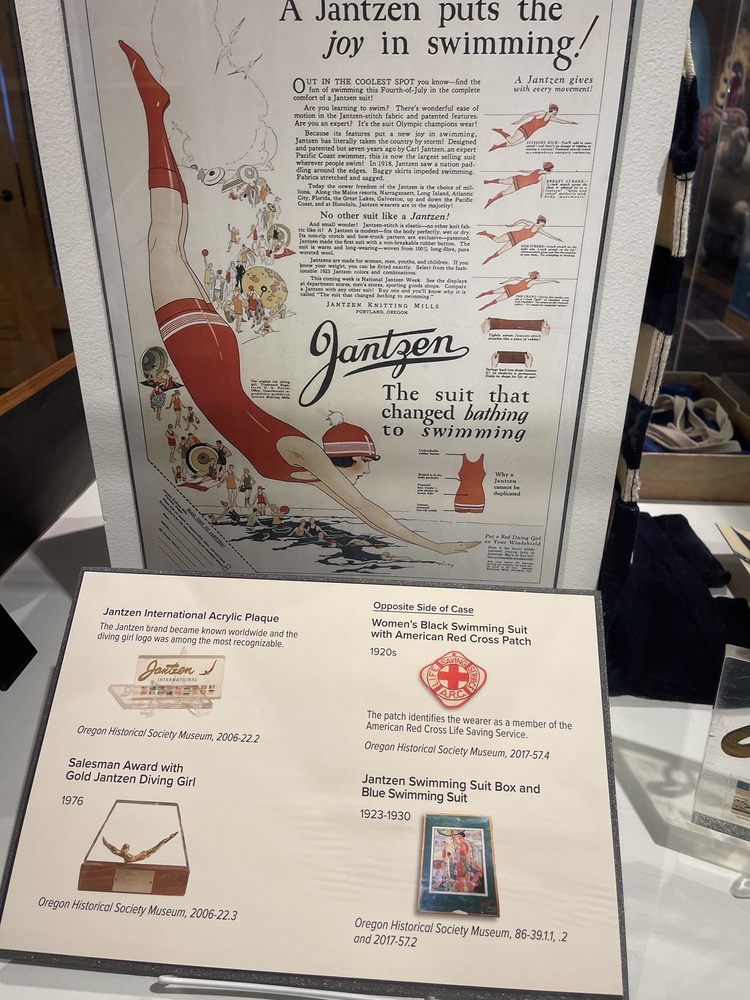 A Jantzen puts the
joy in swimming!
OUT IN THE COOLEST SPOT you know—find the
fun of swimming this Fourth-of-July in the complete
comfort of a Jantzen suit!
Are you learning to swim? There's wonderful ease of
motion in the Jantzen-stitch fabric and patented features.
Are you an expert? It's the suit Olympic champions wear!
Because its features put a new joy in swimming,
Jantzen has literally taken the country by storm! Designed
and patented but seven years ago by Carl Jantzen, an expert
Pacific Coast swimmer, this is now the largest selling suit
wherever people swim! In 1918, Jantzen saw a nation pad-
dling around the edges. Baggy skirts impeded swimming.
Fabrics stretched and sagged.
Today the newer freedom of the Jantzen is the choice of mil-
lions. Along the Maine resorts, Narragansett, Long Island, Atlantic
City, Florida, the Great Lakes, Galveston, up and down the Pacific
Coast, and at Honolulu, Jantzen wearers are in the majority!
No other suit like a Jantzen!
And small wonder! Jantzen-stitch is elastic—no other knit fab-
ric like it! A Jantzen is modest—fits the body perfectly, wet or dry.
Its non-rip crotch and bow-trunk pattern are exclusive—patented.
Jantzen made the first suit with a non-breakable rubber button. The
suit is warm and long-wearing—woven from 100% long-fibre, pure
worsted wool.
Jantzens are made for women, men, youths, and children. If you
know your weight, you can be fitted exactly. Select from the fash-
ionable 1925 Jantzen colors and combinations.
This coming week is National Jantzen Week. See the displays
at department stores, men's stores, sporting goods shops. Compare
a Jantzen with any other suit! Buy one and you'll know why it is
called "The suit that changed bathing to swimming."
JANTZEN KNITTING MILLS
PORTLAND, OREGON
A Jantzen gives
with every movement!
Jantzen
The suit that
changed bathing
to swimming
Unbreakable
rubber button
Why a
Jantzen
cannot be
duplicated
Put a Red Diving Girl
on Your Windshield
Jantzen International Acrylic Plaque
The Jantzen brand became known worldwide and the
diving girl logo was among the most recognizable.
Jantzen
INTERNATIONAL
Oregon Historical Society Museum, 2006-22.2
Salesman Award with
Gold Jantzen Diving Girl
1976
Oregon Historical Society Museum, 2006-22.3
Opposite Side of Case
Women's Black Swimming Suit
with American Red Cross Patch
1920s
LIFE SAVING SERVICE
A.R.C.
The patch identifies the wearer as a member of the
American Red Cross Life Saving Service.
Oregon Historical Society Museum, 2017-57.4
Jantzen Swimming Suit Box and
Blue Swimming Suit
1923-1930
Oregon Historical Society Museum, 86-39.1.1, .2
and 2017-57.2